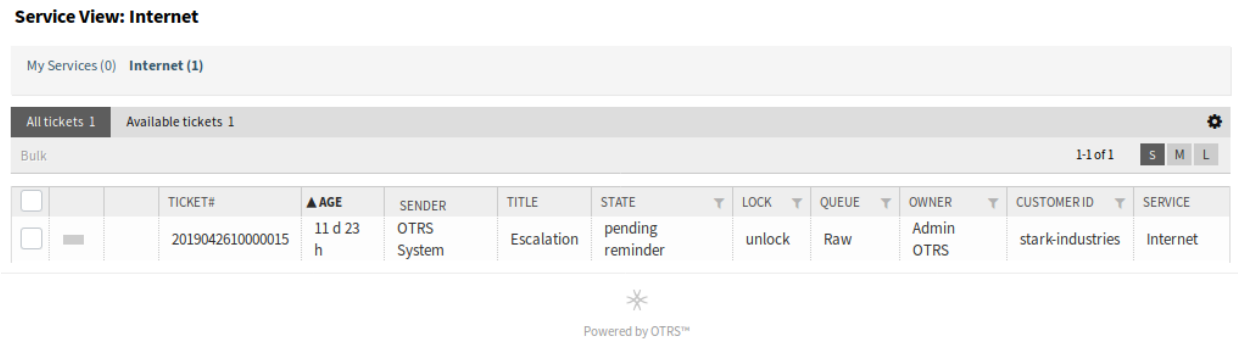 Service View: Internet
My Services (0) Internet (1)
All tickets 1 Available tickets 1
Bulk 1-1 of 1 S M L
TICKET# ▲AGE SENDER TITLE STATE LOCK QUEUE OWNER CUSTOMER ID SERVICE
2019042610000015 11 d 23 h OTRS System Escalation pending reminder unlock Raw Admin OTRS stark-industries Internet
Powered by OTRS™